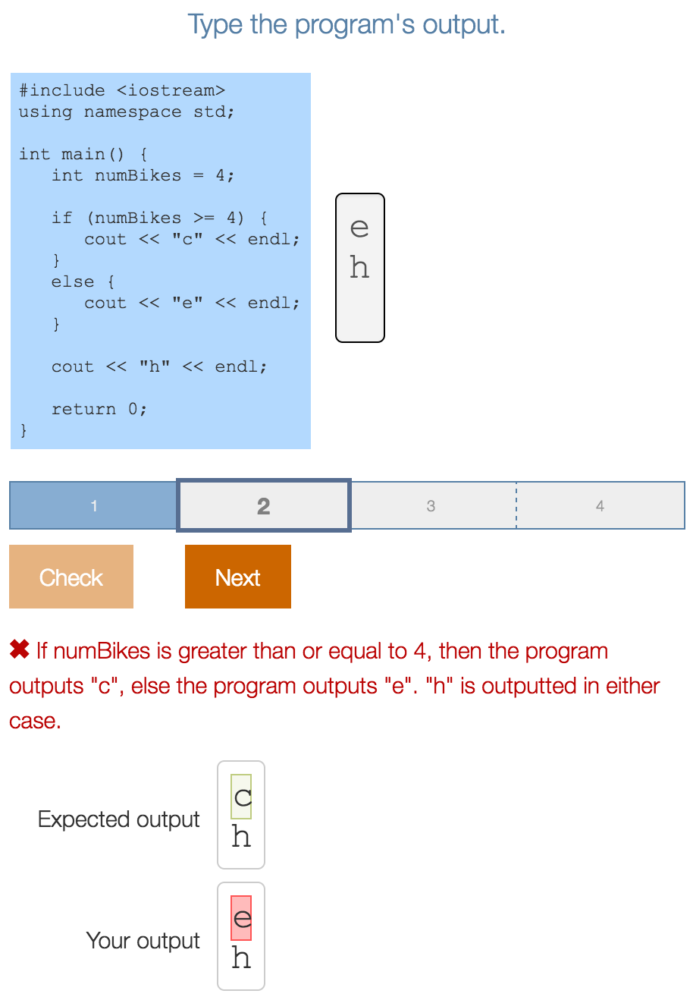 Type the program's output.
#include <iostream>
using namespace std;
int main() {
   int numBikes = 4;
   if (numBikes >= 4) {
      cout << "c" << endl;
   }
   else {
      cout << "e" << endl;
   }
   cout << "h" << endl;
   return 0;
}
e
h
1 2 3 4
Check Next
✖ If numBikes is greater than or equal to 4, then the program
outputs "c", else the program outputs "e". "h" is outputted in either
case.
Expected output
c
h
Your output
e
h